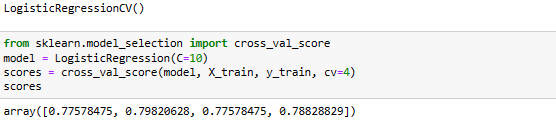 LogisticRegressionCV()
from sklearn.model_selection import cross_val_score
model = LogisticRegression(C=10)
scores = cross_val_score(model, X_train, y_train, cv=4)
scores
array([0.77578475, 0.79820628, 0.77578475, 0.78828829])